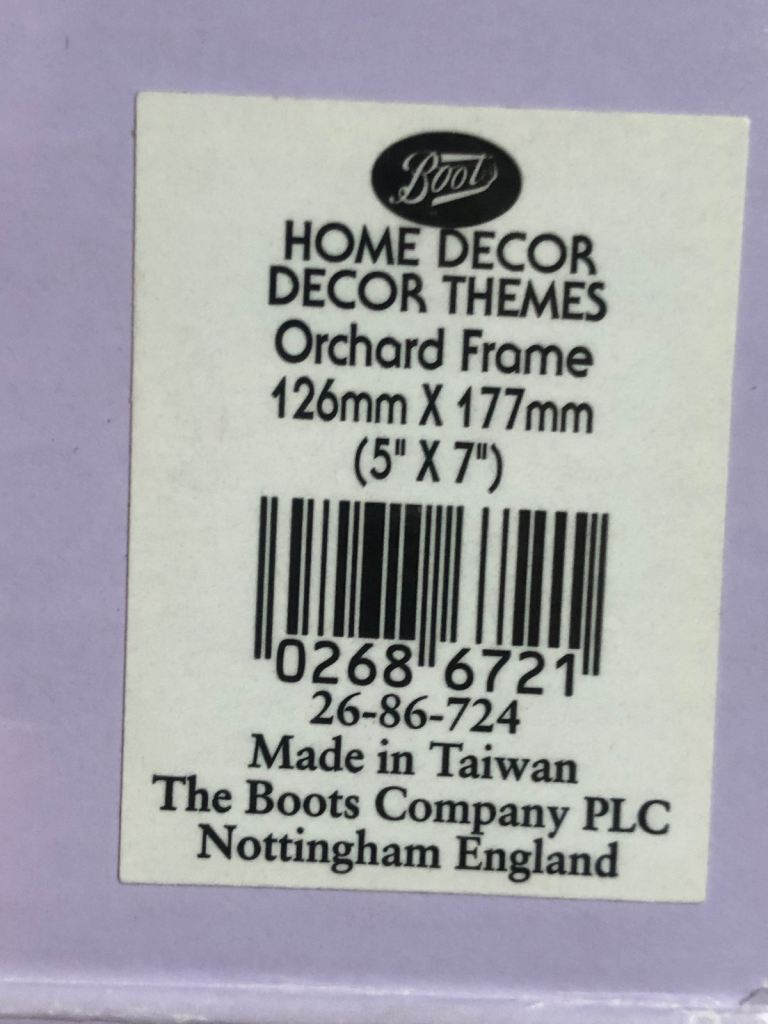 Boots
HOME DECOR
DECOR THEMES
Orchard Frame
126mm X 177mm
(5" X 7")
0268 6721
26-86-724
Made in Taiwan
The Boots Company PLC
Nottingham England